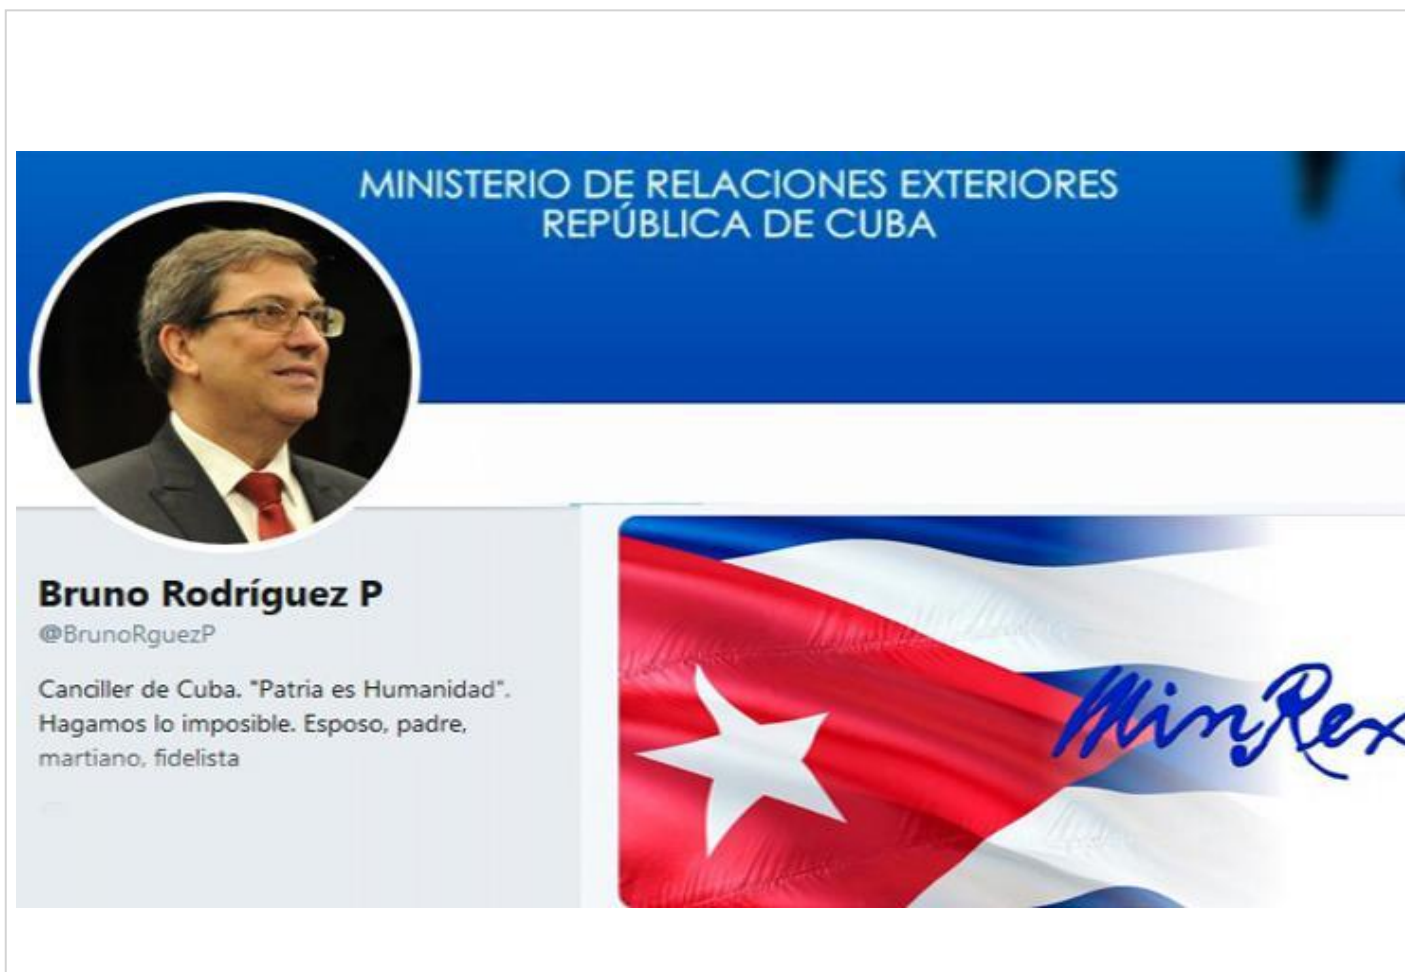 MINISTERIO DE RELACIONES EXTERIORES
REPÚBLICA DE CUBA
Bruno Rodríguez P
@BrunoRguezP
Canciller de Cuba. "Patria es Humanidad".
Hagamos lo imposible. Esposo, padre,
martiano, fidelista
MinRex